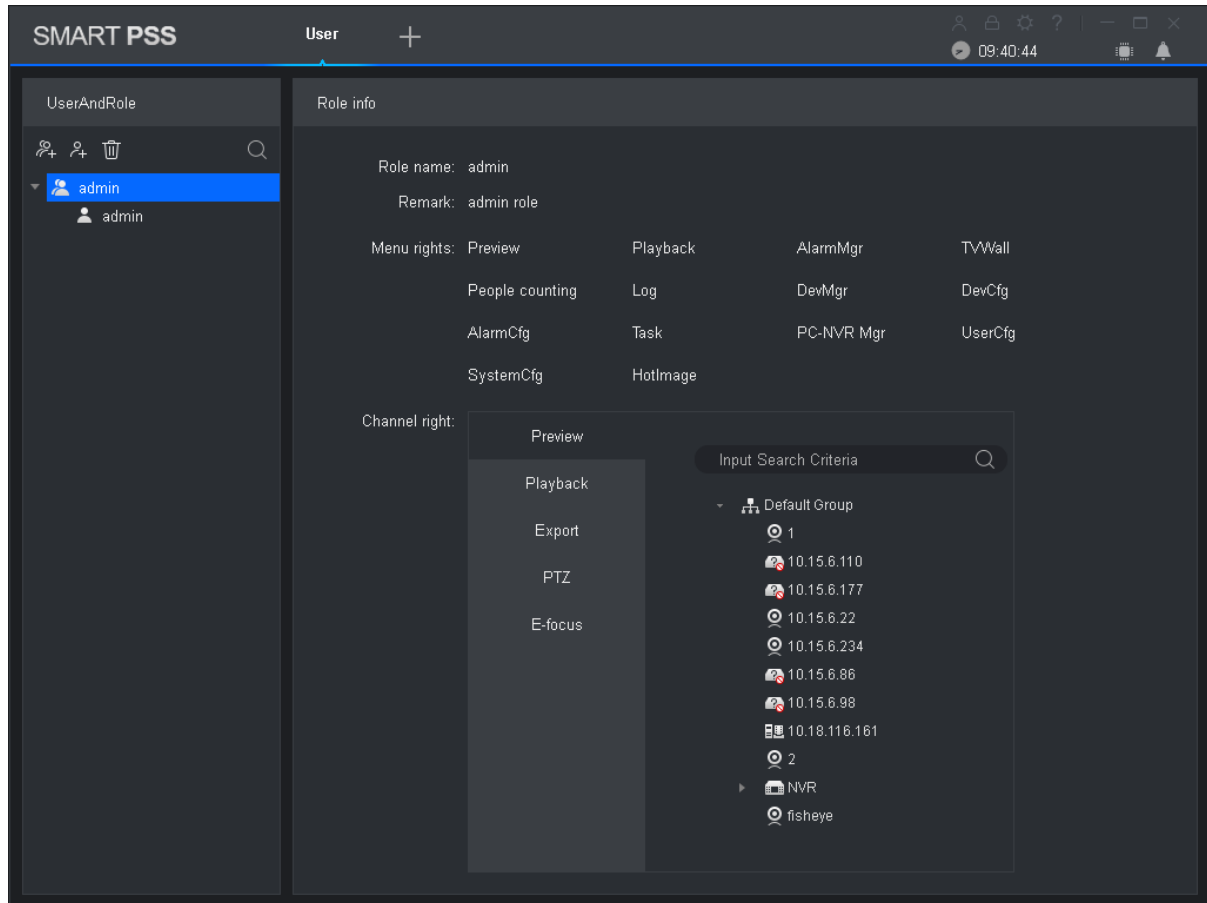 SMART PSS
User
?
09:40:44
UserAndRole
Role info
admin
admin
Role name: admin
Remark: admin role
Menu rights: Preview Playback AlarmMgr TVWall
People counting Log DevMgr DevCfg
AlarmCfg Task PC-NVR Mgr UserCfg
SystemCfg HotImage
Channel right:
Preview
Playback
Export
PTZ
E-focus
Input Search Criteria
Default Group
1
10.15.6.110
10.15.6.177
10.15.6.22
10.15.6.234
10.15.6.86
10.15.6.98
10.18.116.161
2
NVR
fisheye